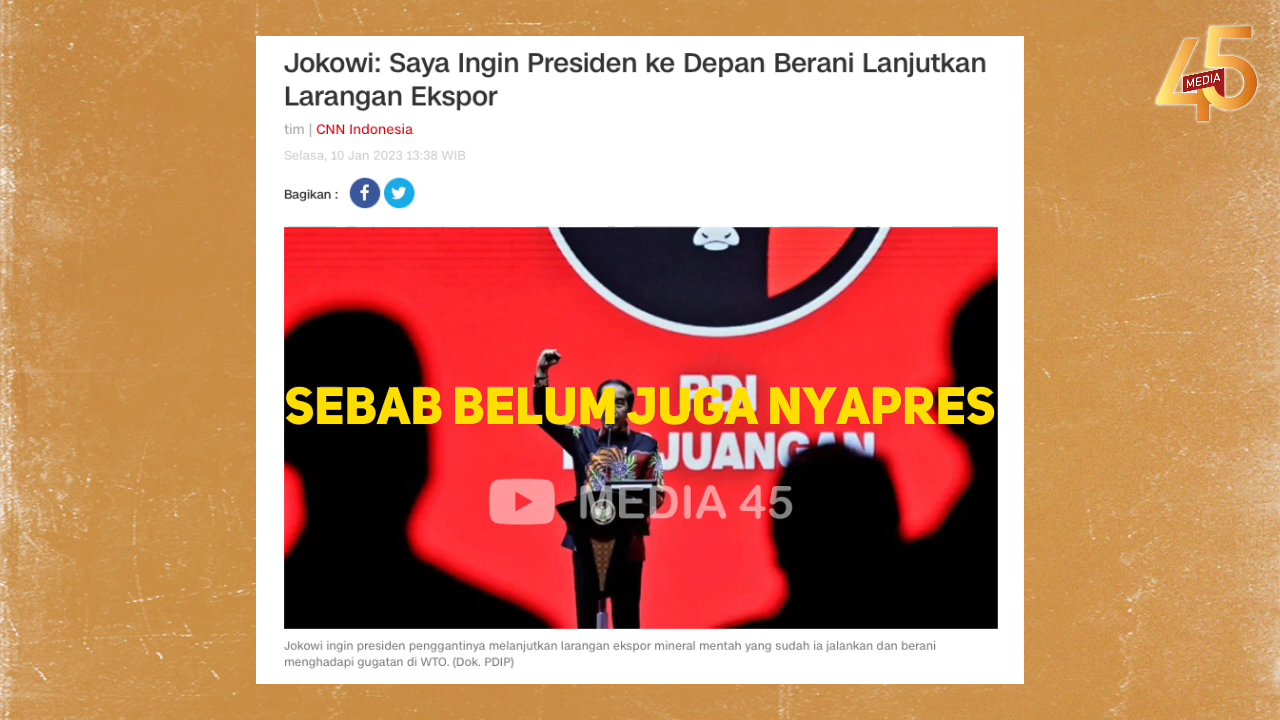 Jokowi: Saya Ingin Presiden ke Depan Berani Lanjutkan
Larangan Ekspor
tim | CNN Indonesia
Selasa, 10 Jan 2023 13:38 WIB
Bagikan :
45
MEDIA
PDI
JUANGAN
SEBAB BELUM JUGA NYAPRES
MEDIA 45
Jokowi ingin presiden penggantinya melanjutkan larangan ekspor mineral mentah yang sudah ia jalankan dan berani
menghadapi gugatan di WTO. (Dok. PDIP)